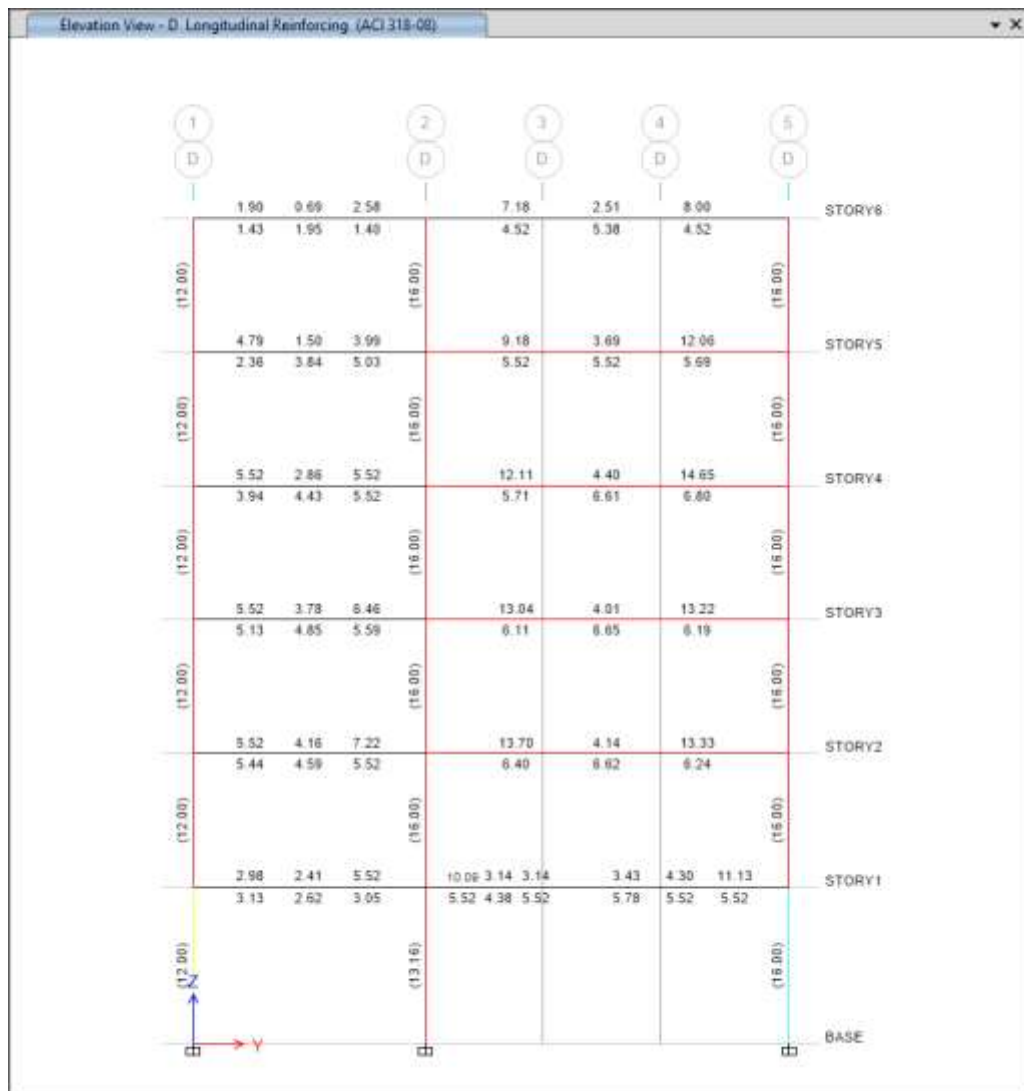 Elevation View - D Longitudinal Reinforcing (ACI 318-08)
1 2 3 4 5
D D D D D
1.90 0.69 2.58 7.18 2.51 8.00 STORY6
1.43 1.95 1.40 4.52 5.38 4.52
(12.00) (16.00) (16.00)
4.79 1.50 3.99 9.18 3.69 12.06 STORY5
2.36 3.84 5.03 5.52 5.52 5.69
(12.00) (16.00) (16.00)
5.52 2.86 5.52 12.11 4.40 14.65 STORY4
3.94 4.43 5.52 5.71 6.61 6.80
(12.00) (16.00) (16.00)
5.52 3.78 6.46 13.04 4.01 13.22 STORY3
5.13 4.85 5.59 6.11 6.65 6.19
(12.00) (16.00) (16.00)
5.52 4.16 7.22 13.70 4.14 13.33 STORY2
5.44 4.59 5.52 6.40 6.62 6.24
(12.00) (16.00) (16.00)
2.98 2.41 5.52 10.09 3.14 3.14 3.43 4.30 11.13 STORY1
3.13 2.62 3.05 5.52 4.38 5.52 5.78 5.52 5.52
(12.00) (13.16) (16.00)
Z
Y
BASE